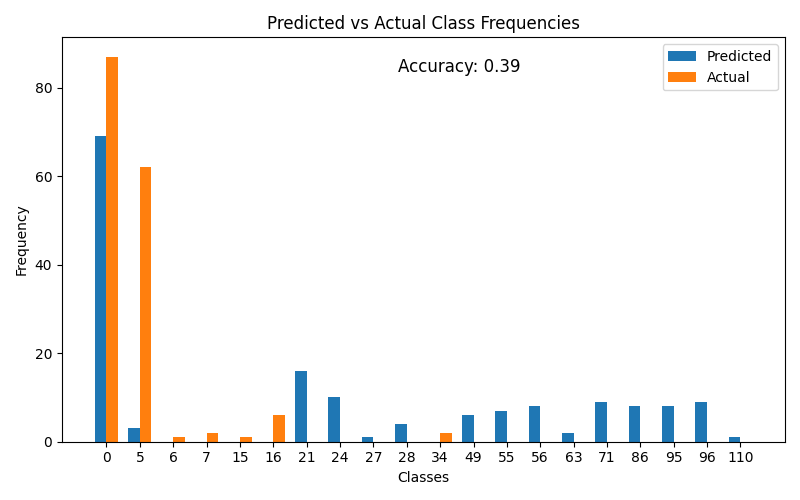 Predicted vs Actual Class Frequencies
Accuracy: 0.39
Predicted
Actual
Frequency
80
60
40
20
0
0 5 6 7 15 16 21 24 27 28 34 49 55 56 63 71 86 95 96 110
Classes